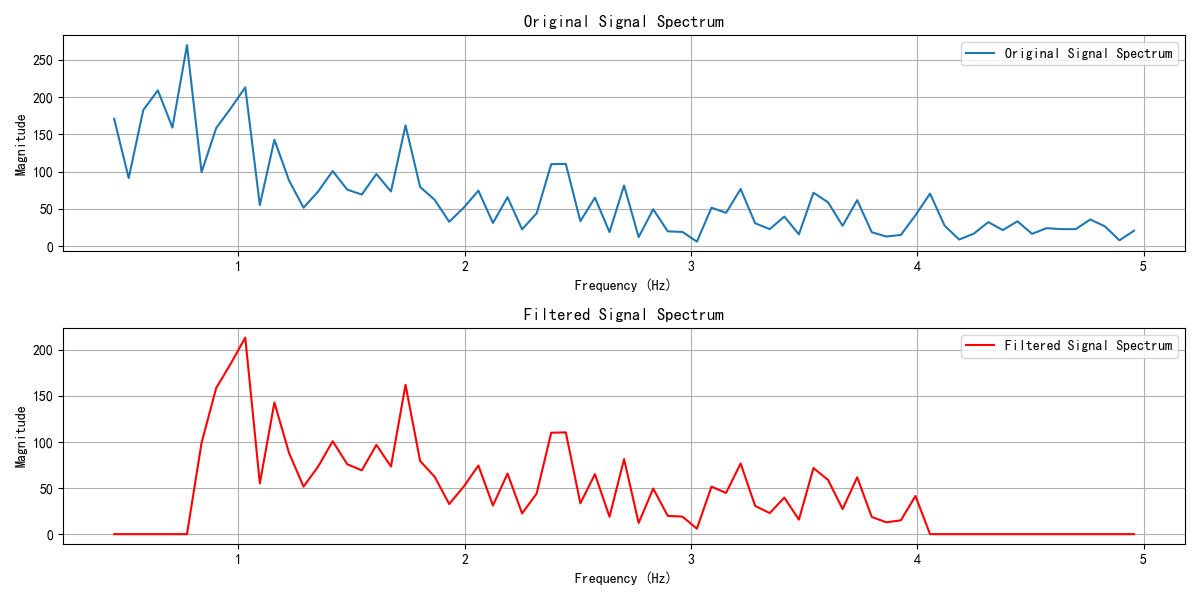 Original Signal Spectrum
Original Signal Spectrum
250
200
150
100
50
0
Magnitude
1 2 3 4 5
Frequency (Hz)
Filtered Signal Spectrum
Filtered Signal Spectrum
200
150
100
50
0
Magnitude
1 2 3 4 5
Frequency (Hz)